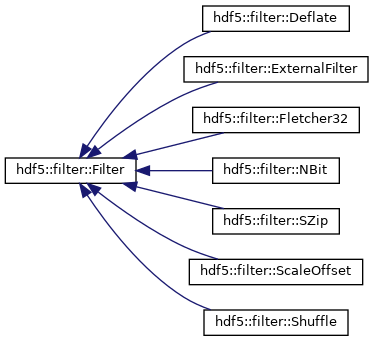 hdf5::filter::Deflate
hdf5::filter::ExternalFilter
hdf5::filter::Fletcher32
hdf5::filter::Filter
hdf5::filter::NBit
hdf5::filter::SZip
hdf5::filter::ScaleOffset
hdf5::filter::Shuffle